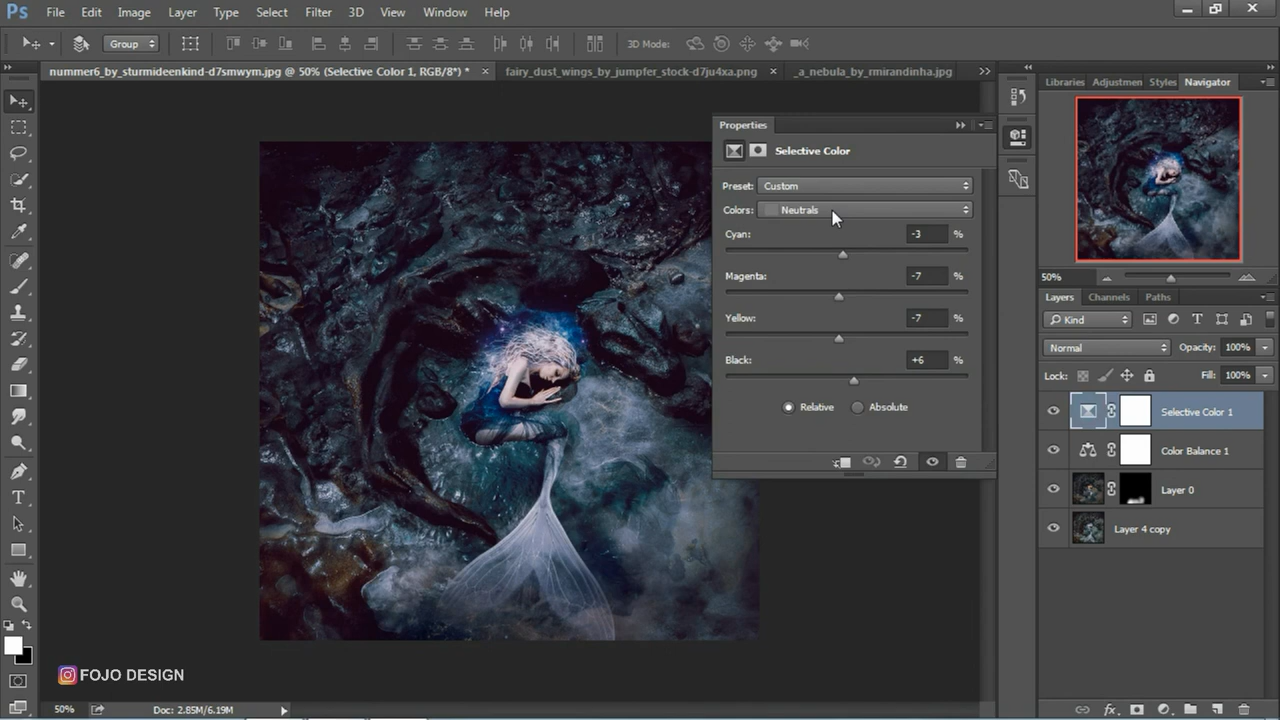 Ps File Edit Image Layer Type Select Filter 3D View Window Help
Group 3D Mode:
nummer6_by_sturmideenkind-d7smwym.jpg @ 50% (Selective Color 1, RGB/8*) * × fairy_dust_wings_by_jumpfer_stock-d7ju4xa.png × _a_nebula_by_rmirandinha.jpg
Libraries Adjustmen Styles Navigator
Properties
Selective Color
Preset: Custom
Colors: Neutrals
Cyan: -3 %
Magenta: -7 %
Yellow: -7 %
Black: +6 %
Relative Absolute
50%
Layers Channels Paths
Kind
Normal Opacity: 100%
Lock: Fill: 100%
Selective Color 1
Color Balance 1
Layer 0
Layer 4 copy
FOJO DESIGN
50% Doc: 2.85M/6.19M